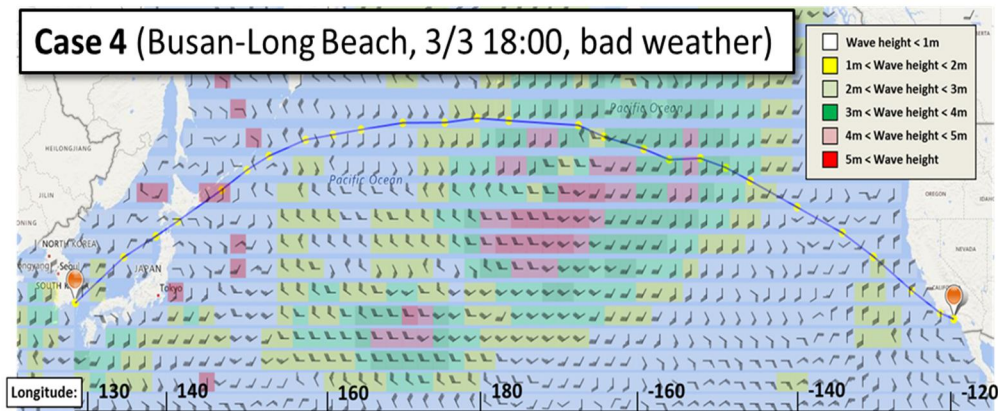 Case 4 (Busan-Long Beach, 3/3 18:00, bad weather)
Wave height < 1m
1m < Wave height < 2m
2m < Wave height < 3m
3m < Wave height < 4m
4m < Wave height < 5m
5m < Wave height
Pacific Ocean
HEILONGJIANG
Pacific Ocean
JILIN
OREGON
NORTH KOREA
NEVADA
Seoul
JAPAN
SOUTH
Tokyo
Longitude: 130 140 160 180 -160 -140 -120